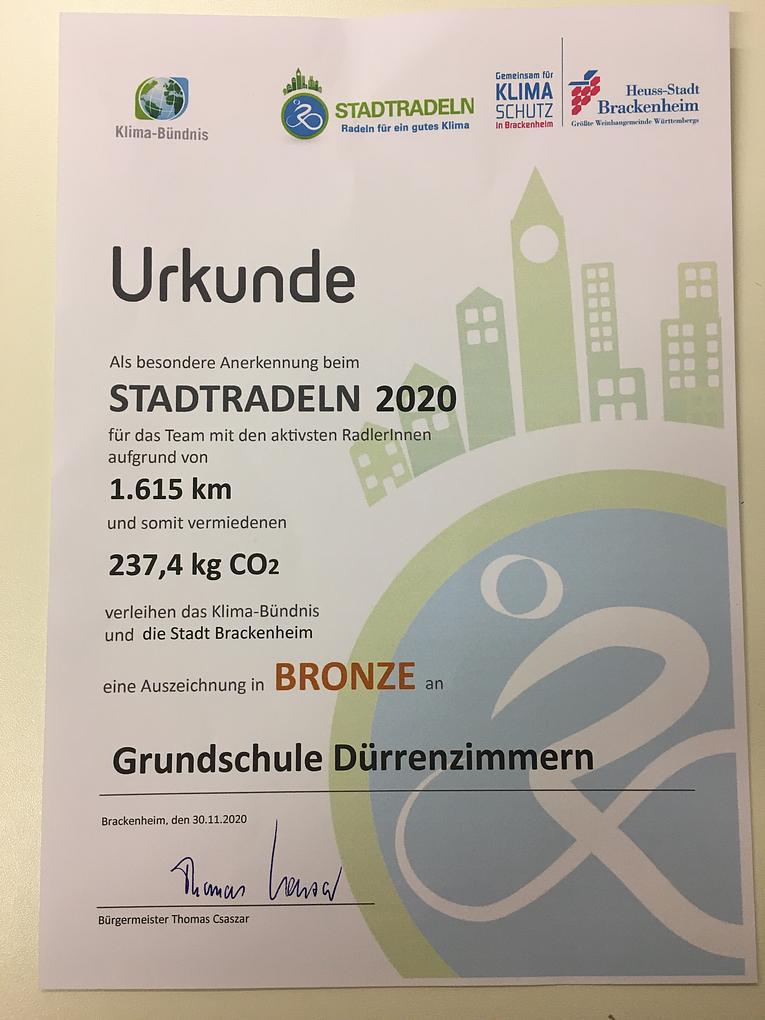 Klima-Bündnis
STADTRADELN
Radeln für ein gutes Klima
Gemeinsam für
KLIMA
SCHUTZ
in Brackenheim
Heuss-Stadt
Brackenheim
Größte Weinbaugemeinde Württembergs
Urkunde
Als besondere Anerkennung beim
STADTRADELN 2020
für das Team mit den aktivsten RadlerInnen
aufgrund von
1.615 km
und somit vermiedenen
237,4 kg CO2
verleihen das Klima-Bündnis
und die Stadt Brackenheim
eine Auszeichnung in BRONZE an
Grundschule Dürrenzimmern
Brackenheim, den 30.11.2020
Thomas Csaszar
Bürgermeister Thomas Csaszar